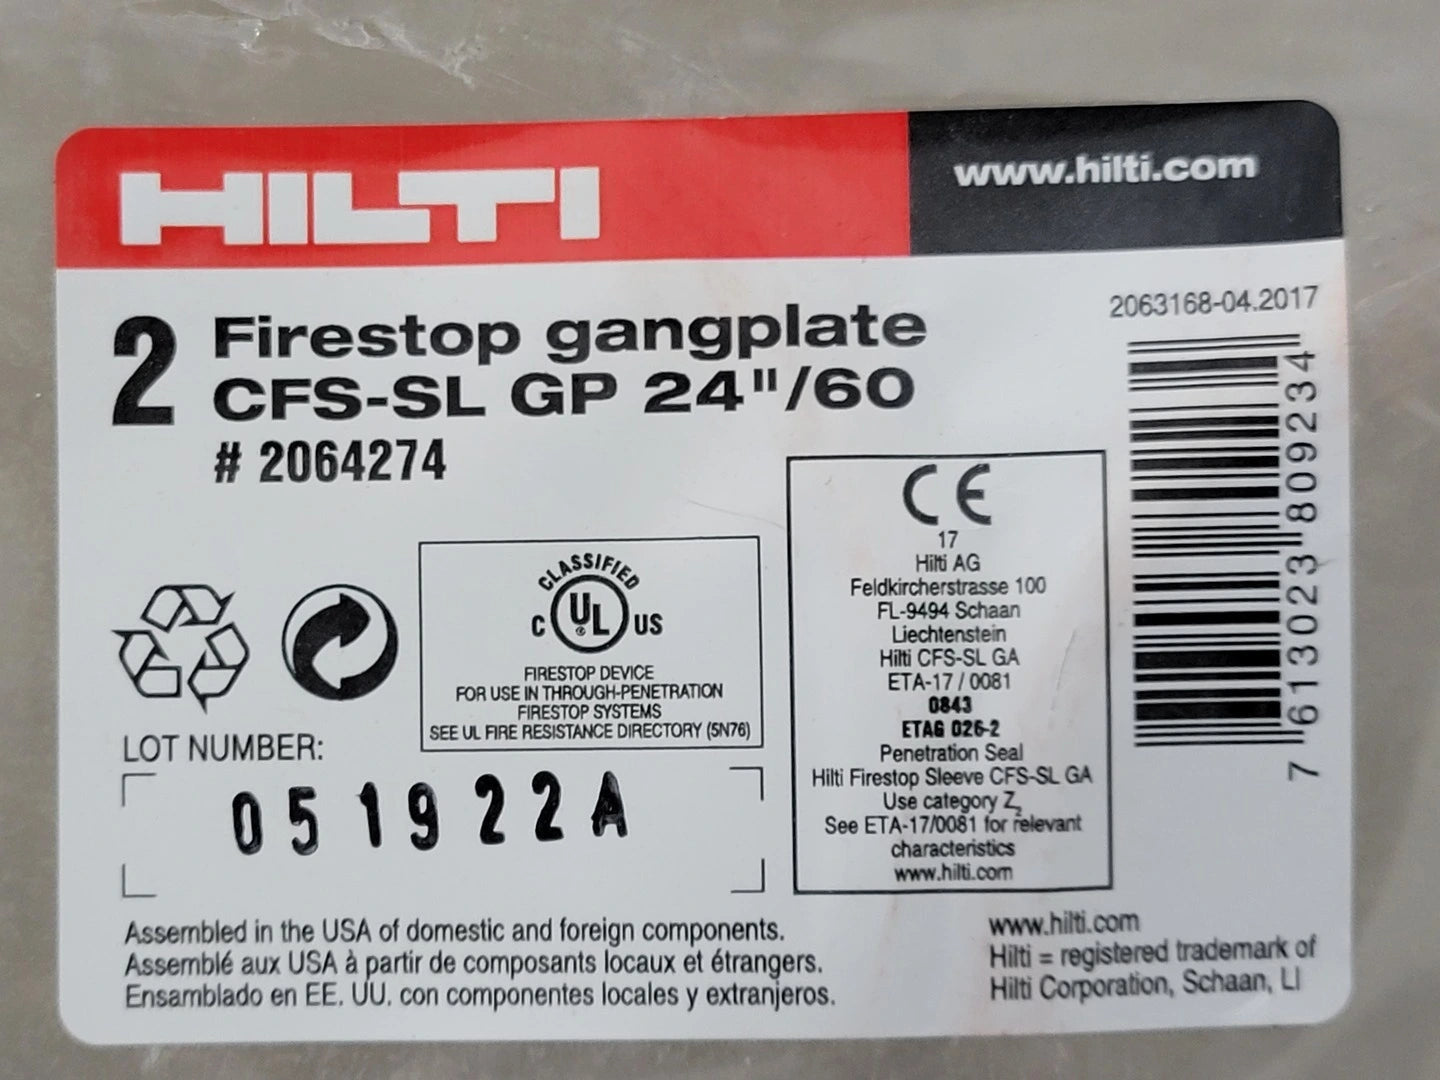 HILTI
www.hilti.com
2063168-04.2017
2
Firestop gangplate
CFS-SL GP 24"/60
# 2064274
7 613023 809234
CLASSIFIED
C UL US
FIRESTOP DEVICE
FOR USE IN THROUGH-PENETRATION
FIRESTOP SYSTEMS
SEE UL FIRE RESISTANCE DIRECTORY (5N76)
CE
17
Hilti AG
Feldkircherstrasse 100
FL-9494 Schaan
Liechtenstein
Hilti CFS-SL GA
ETA-17 / 0081
0843
ETAG 026-2
Penetration Seal
Hilti Firestop Sleeve CFS-SL GA
Use category Z₂
See ETA-17/0081 for relevant
characteristics
www.hilti.com
LOT NUMBER:
051922A
Assembled in the USA of domestic and foreign components.
Assemblé aux USA à partir de composants locaux et étrangers.
Ensamblado en EE. UU. con componentes locales y extranjeros.
www.hilti.com
Hilti = registered trademark of
Hilti Corporation, Schaan, LI